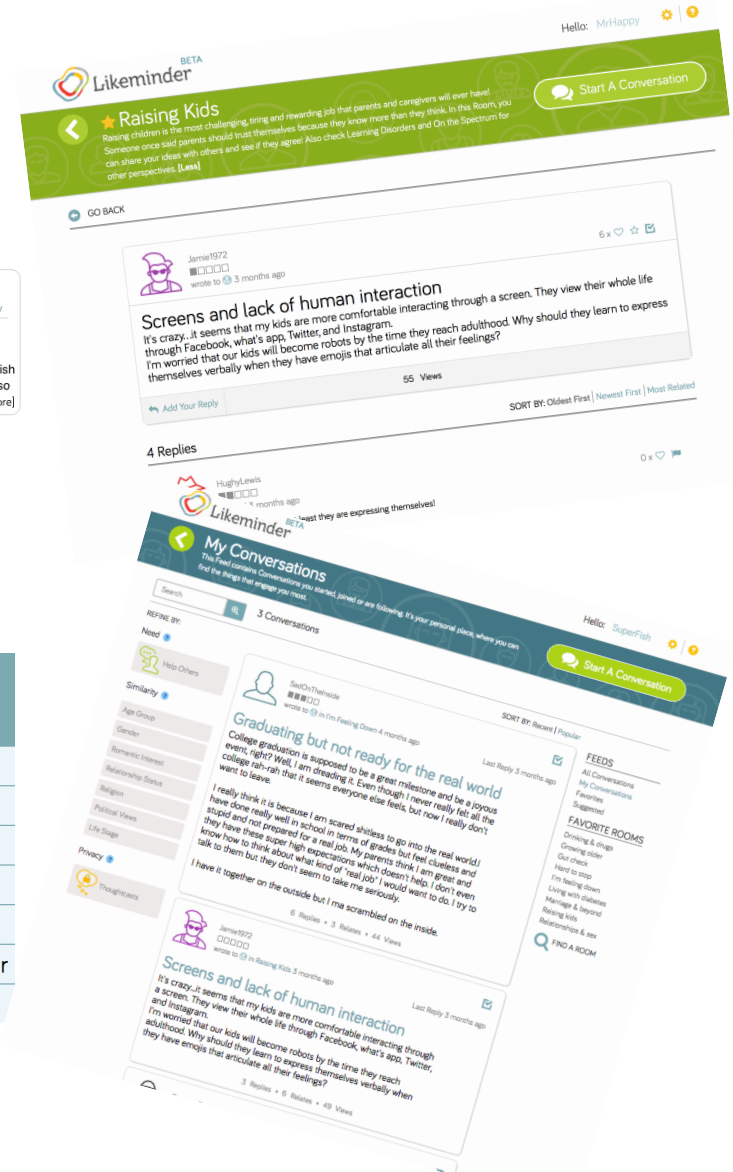 Hello: MrHappy
Likeminder
BETA
Raising Kids
Raising children is the most challenging, tiring and rewarding job that parents and caregivers will ever have!
Someone once said parents should trust themselves because they know more than they think. In this Room, you
can share your ideas with others and see if they agree! Also check Learning Disorders and On the Spectrum for
other perspectives. [Less]
Start A Conversation
GO BACK
Jamie1972
wrote to 3 months ago
6 x
Screens and lack of human interaction
It's crazy...it seems that my kids are more comfortable interacting through a screen. They view their whole life
through Facebook, what's app, Twitter, and Instagram.
I'm worried that our kids will become robots by the time they reach adulthood. Why should they learn to express
themselves verbally when they have emojis that articulate all their feelings?
Add Your Reply
55 Views
SORT BY: Oldest First | Newest First | Most Related
4 Replies
HughyLewis
months ago
0 x
least they are expressing themselves!
ish
so
ore]
r
Likeminder
BETA
My Conversations
This Feed contains Conversations you started, joined or are following. It's your personal place, where you can
find the things that engage you most.
Hello: SuperFish
Start A Conversation
Search
3 Conversations
REFINE BY:
Need
Help Others
Similarity
Age Group
Gender
Romantic Interest
Relationship Status
Religion
Political Views
Life Stage
Privacy
Thoughtcasts
SORT BY: Recent | Popular
SadOnTheInside
wrote to in I'm Feeling Down 4 months ago
Last Reply 3 months ago
Graduating but not ready for the real world
College graduation is supposed to be a great milestone and be a joyous
event, right? Well, I am dreading it. Even though I never really felt all the
college rah-rah that it seems everyone else feels, but now I really don't
want to leave.
I really think it is because I am scared shitless to go into the real world.I
have done really well in school in terms of grades but feel clueless and
stupid and not prepared for a real job. My parents think I am great and
they have these super high expectations which doesn't help. I don't even
know how to think about what kind of "real job" I would want to do. I try to
talk to them but they don't seem to take me seriously.
I have it together on the outside but I ma scrambled on the inside.
6 Replies • 3 Relates • 44 Views
Jamie1972
wrote to in Raising Kids 3 months ago
Last Reply 3 months ago
Screens and lack of human interaction
It's crazy...it seems that my kids are more comfortable interacting through
a screen. They view their whole life through Facebook, what's app, Twitter,
and Instagram.
I'm worried that our kids will become robots by the time they reach
adulthood. Why should they learn to express themselves verbally when
they have emojis that articulate all their feelings?
3 Replies • 6 Relates • 49 Views
FEEDS
All Conversations
My Conversations
Favorites
Suggested
FAVORITE ROOMS
Drinking & drugs
Growing older
Gut check
Hard to stop
I'm feeling down
Living with diabetes
Marriage & beyond
Raising kids
Relationships & sex
FIND A ROOM